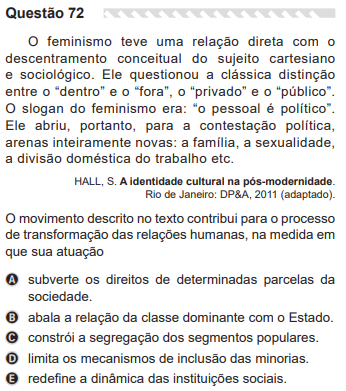 Questão 72
O feminismo teve uma relação direta com o
descentramento conceitual do sujeito cartesiano
e sociológico. Ele questionou a clássica distinção
entre o “dentro” e o “fora”, o “privado” e o “público”.
O slogan do feminismo era: “o pessoal é político”.
Ele abriu, portanto, para a contestação política,
arenas inteiramente novas: a família, a sexualidade,
a divisão doméstica do trabalho etc.
HALL, S. A identidade cultural na pós-modernidade.
Rio de Janeiro: DP&A, 2011 (adaptado).
O movimento descrito no texto contribui para o processo
de transformação das relações humanas, na medida em
que sua atuação
A subverte os direitos de determinadas parcelas da
sociedade.
B abala a relação da classe dominante com o Estado.
C constrói a segregação dos segmentos populares.
D limita os mecanismos de inclusão das minorias.
E redefine a dinâmica das instituições sociais.